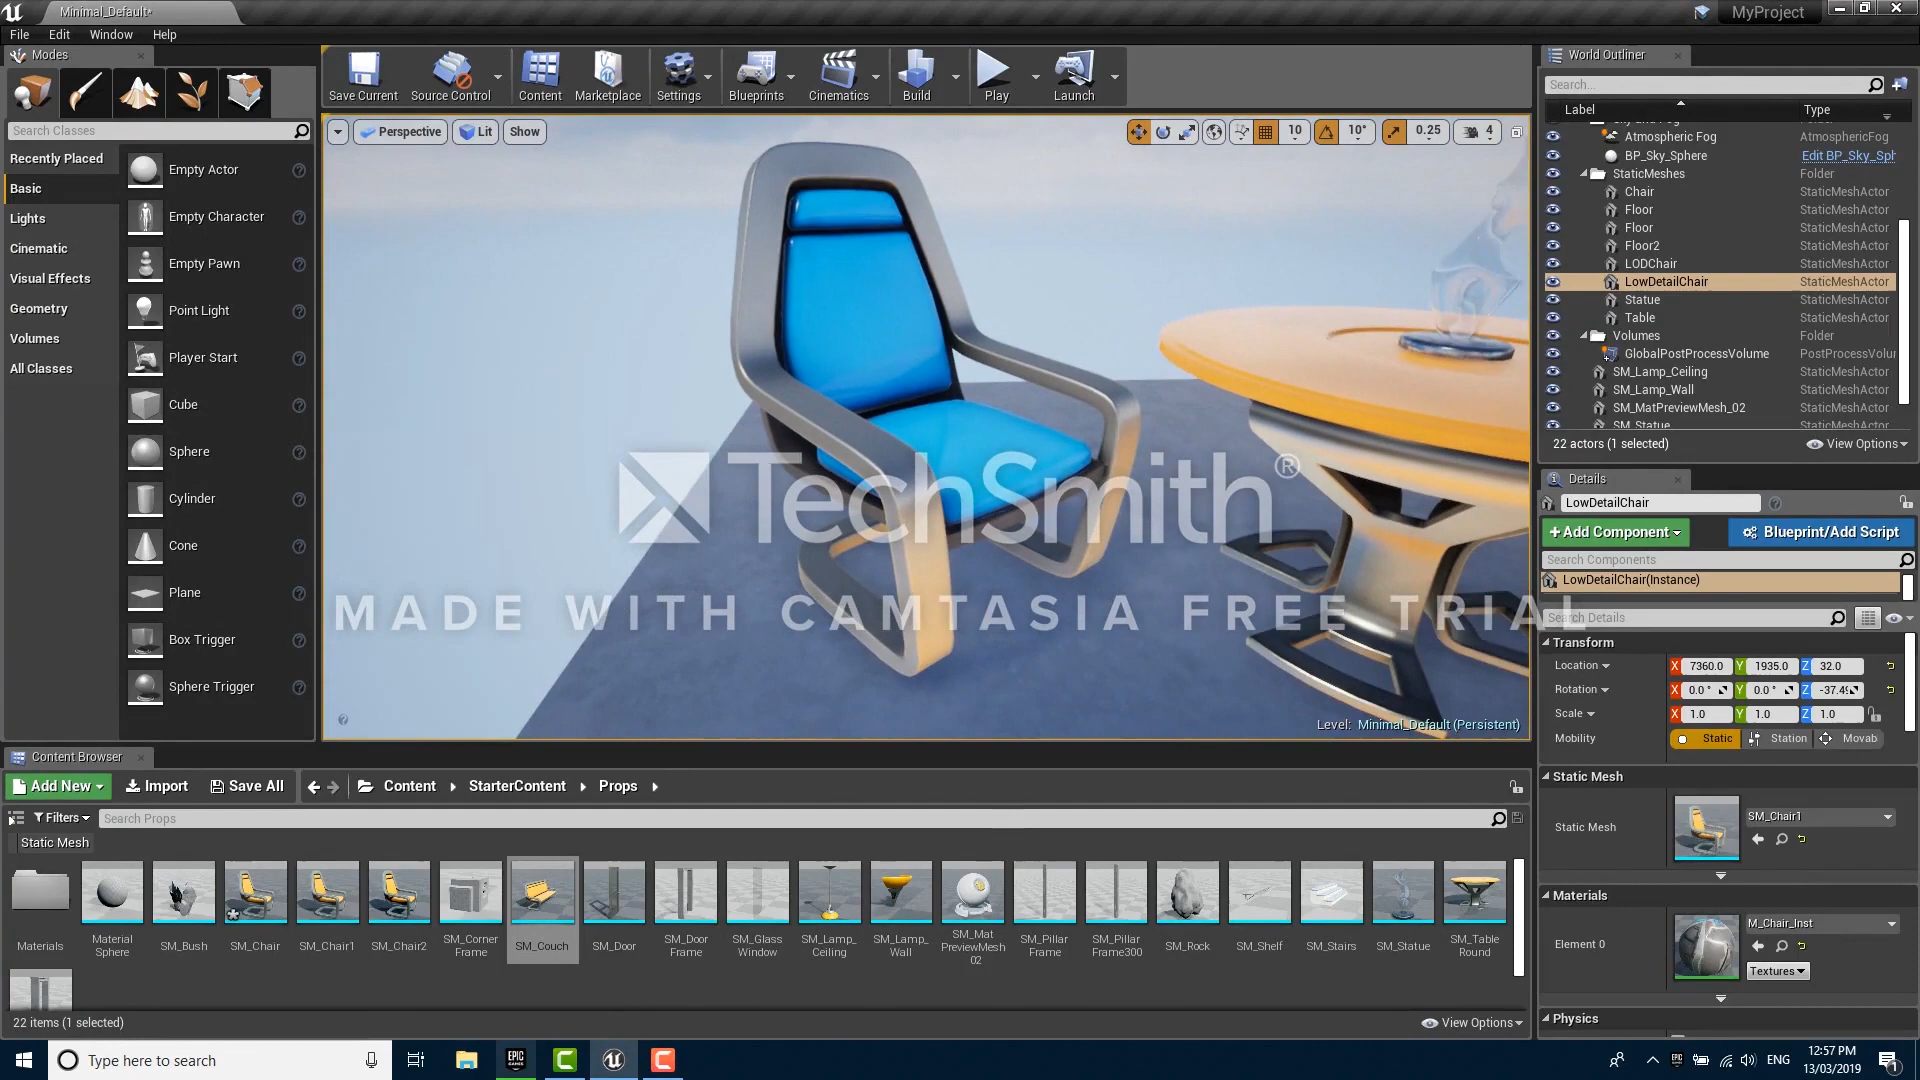 Minimal_Default*
MyProject
File Edit Window Help
Modes
Search Classes
Recently Placed
Basic
Lights
Cinematic
Visual Effects
Geometry
Volumes
All Classes
Empty Actor
Empty Character
Empty Pawn
Point Light
Player Start
Cube
Sphere
Cylinder
Cone
Plane
Box Trigger
Sphere Trigger
Save Current Source Control Content Marketplace Settings Blueprints Cinematics Build Play Launch
Perspective Lit Show
10 10° 0.25 4
TechSmith®
MADE WITH CAMTASIA FREE TRIAL
Level: Minimal_Default (Persistent)
World Outliner
Search...
Label Type
Atmospheric Fog AtmosphericFog
BP_Sky_Sphere Edit BP_Sky_Sph
StaticMeshes Folder
Chair StaticMeshActor
Floor StaticMeshActor
Floor StaticMeshActor
Floor2 StaticMeshActor
LODChair StaticMeshActor
LowDetailChair StaticMeshActor
Statue StaticMeshActor
Table StaticMeshActor
Volumes Folder
GlobalPostProcessVolume PostProcessVolu
SM_Lamp_Ceiling StaticMeshActor
SM_Lamp_Wall StaticMeshActor
SM_MatPreviewMesh_02 StaticMeshActor
SM_Statue StaticMeshActor
22 actors (1 selected) View Options
Details
LowDetailChair
+Add Component Blueprint/Add Script
Search Components
LowDetailChair(Instance)
Search Details
Transform
Location X 7360.0 Y 1935.0 Z 32.0
Rotation X 0.0° Y 0.0° Z -37.49
Scale X 1.0 Y 1.0 Z 1.0
Mobility Static Station Movab
Static Mesh
Static Mesh SM_Chair1
Materials
Element 0 M_Chair_Inst
Textures
Physics
Content Browser
Add New Import Save All Content StarterContent Props
Filters Search Props
Static Mesh
Materials
Material Sphere
SM_Bush
SM_Chair
SM_Chair1
SM_Chair2
SM_Corner Frame
SM_Couch
SM_Door
SM_Door Frame
SM_Glass Window
SM_Lamp_ Ceiling
SM_Lamp_ Wall
SM_Mat PreviewMesh 02
SM_Pillar Frame
SM_Pillar Frame300
SM_Rock
SM_Shelf
SM_Stairs
SM_Statue
SM_Table Round
22 items (1 selected) View Options
Type here to search
EPIC GAMES
ENG
12:57 PM
13/03/2019
1